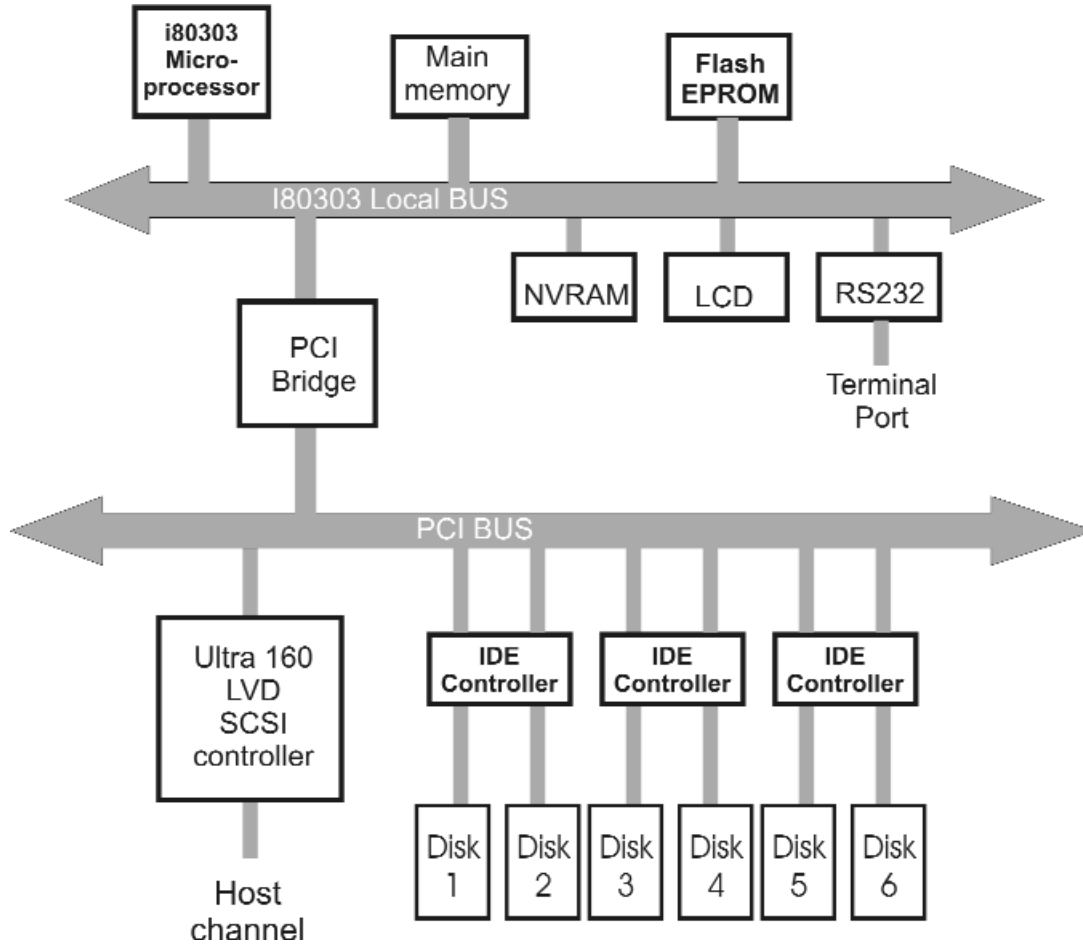 i80303
Micro-
processor
Main
memory
Flash
EPROM
I80303 Local BUS
NVRAM
LCD
RS232
PCI
Bridge
Terminal
Port
PCI BUS
Ultra 160
LVD
SCSI
controller
IDE
Controller
IDE
Controller
IDE
Controller
Disk
1
Disk
2
Disk
3
Disk
4
Disk
5
Disk
6
Host
channel